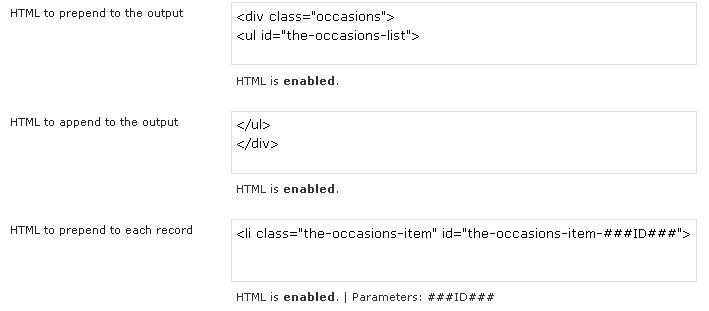 HTML to prepend to the output
<div class="occasions">
<ul id="the-occasions-list">
HTML is enabled.
HTML to append to the output
</ul>
</div>
HTML is enabled.
HTML to prepend to each record
<li class="the-occasions-item" id="the-occasions-item-###ID###">
HTML is enabled. | Parameters: ###ID###